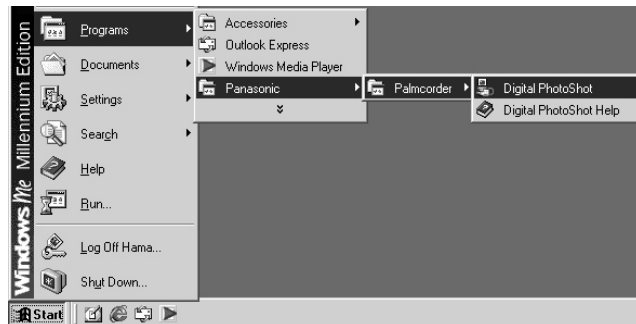 Windows Me Millennium Edition
Programs
Documents
Settings
Search
Help
Run...
Log Off Hama...
Shut Down...
Accessories
Outlook Express
Windows Media Player
Panasonic
Palmcorder
Digital PhotoShot
Digital PhotoShot Help
Start